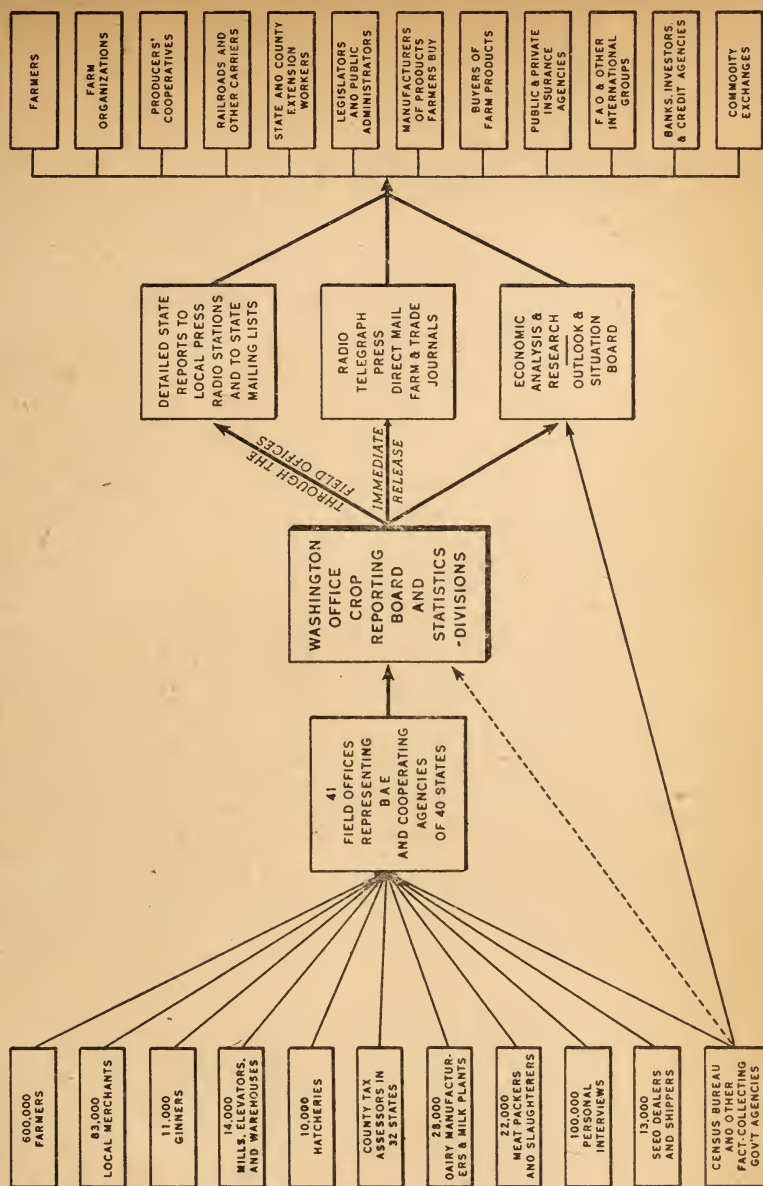 600,000
FARMERS
83,000
LOCAL MERCHANTS
11,000
GINNERS
14,000
MILLS, ELEVATORS,
AND WAREHOUSES
10,000
HATCHERIES
COUNTY TAX
ASSESSORS IN
32 STATES
28,000
DAIRY MANUFACTUR-
ERS & MILK PLANTS
22,000
MEAT PACKERS
AND SLAUGHTERERS
100,000
PERSONAL
INTERVIEWS
13,000
SEED DEALERS
AND SHIPPERS
CENSUS BUREAU
AND OTHER
FACT-COLLECTING
GOV'T AGENCIES
41
FIELD OFFICES
REPRESENTING
BAE
AND COOPERATING
AGENCIES
OF 40 STATES
WASHINGTON
OFFICE
CROP
REPORTING
BOARD
AND
STATISTICS
-DIVISIONS
THROUGH THE
FIELD OFFICES
IMMEDIATE
RELEASE
DETAILED STATE
REPORTS TO
LOCAL PRESS
RADIO STATIONS
AND TO STATE
MAILING LISTS
RADIO
TELEGRAPH
PRESS
DIRECT MAIL
FARM & TRADE
JOURNALS
ECONOMIC
ANALYSIS &
RESEARCH
OUTLOOK &
SITUATION
BOARD
FARMERS
FARM
ORGANIZATIONS
PRODUCERS'
COOPERATIVES
RAILROADS AND
OTHER CARRIERS
STATE AND COUNTY
EXTENSION
WORKERS
LEGISLATORS
AND PUBLIC
ADMINISTRATORS
MANUFACTURERS
OF PRODUCTS
FARMERS BUY
BUYERS OF
FARM PRODUCTS
PUBLIC & PRIVATE
INSURANCE
AGENCIES
FAO & OTHER
INTERNATIONAL
GROUPS
BANKS, INVESTORS,
& CREDIT AGENCIES
COMMODITY
EXCHANGES